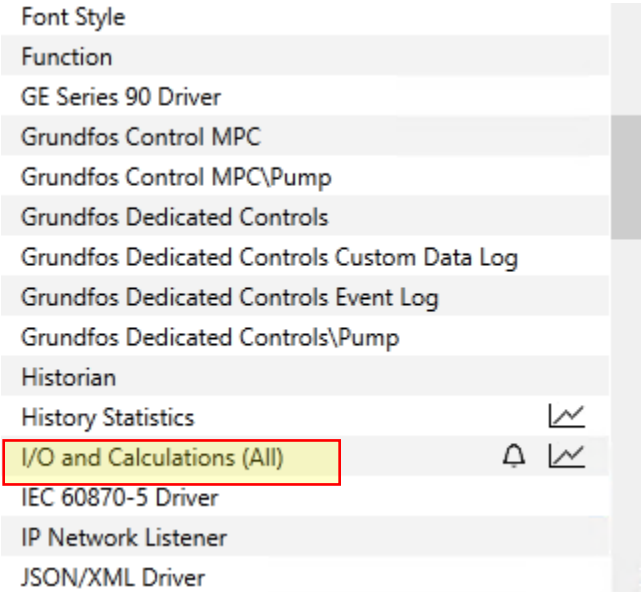 Font Style
Function
GE Series 90 Driver
Grundfos Control MPC
Grundfos Control MPC\Pump
Grundfos Dedicated Controls
Grundfos Dedicated Controls Custom Data Log
Grundfos Dedicated Controls Event Log
Grundfos Dedicated Controls\Pump
Historian
History Statistics
I/O and Calculations (All)
IEC 60870-5 Driver
IP Network Listener
JSON/XML Driver